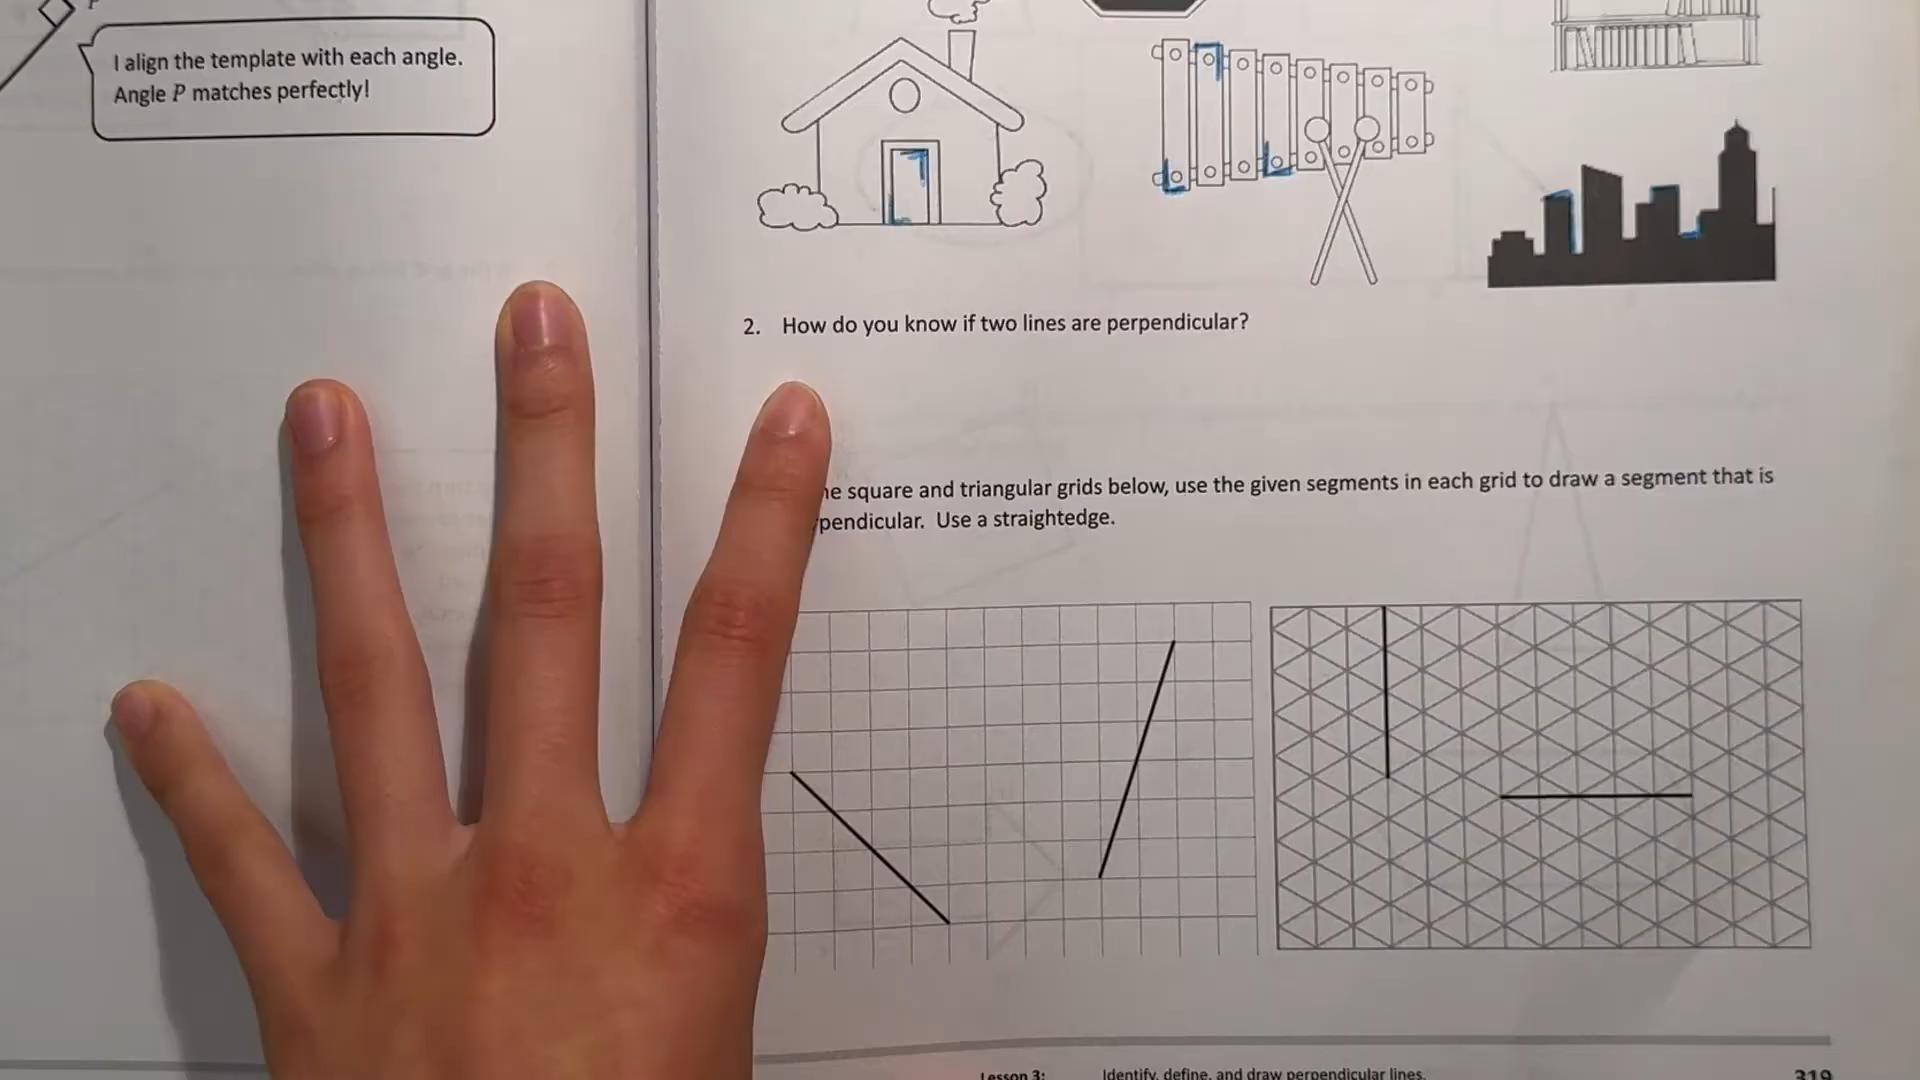 I align the template with each angle.
Angle P matches perfectly!
2. How do you know if two lines are perpendicular?
square and triangular grids below, use the given segments in each grid to draw a segment that is
Use a straightedge.
Lesson 3: Identify, define, and draw perpendicular lines.
319